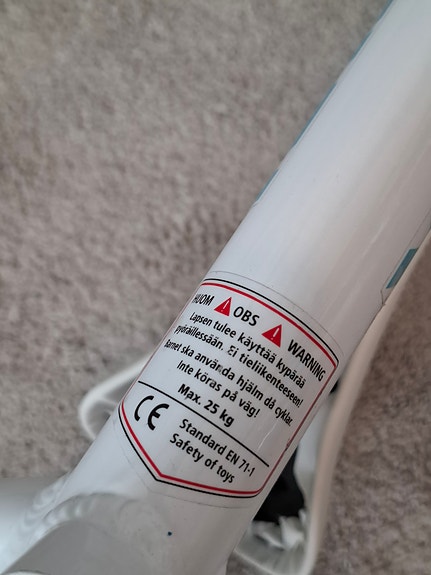 HUOM OBS WARNING
Lapsen tulee käyttää kypärää
pyöräillessään. Ei tieliikenteeseen!
Barnet ska använda hjälm då cyklar.
Inte köras på väg!
Max. 25 kg
CE Standard EN 71-1
Safety of toys